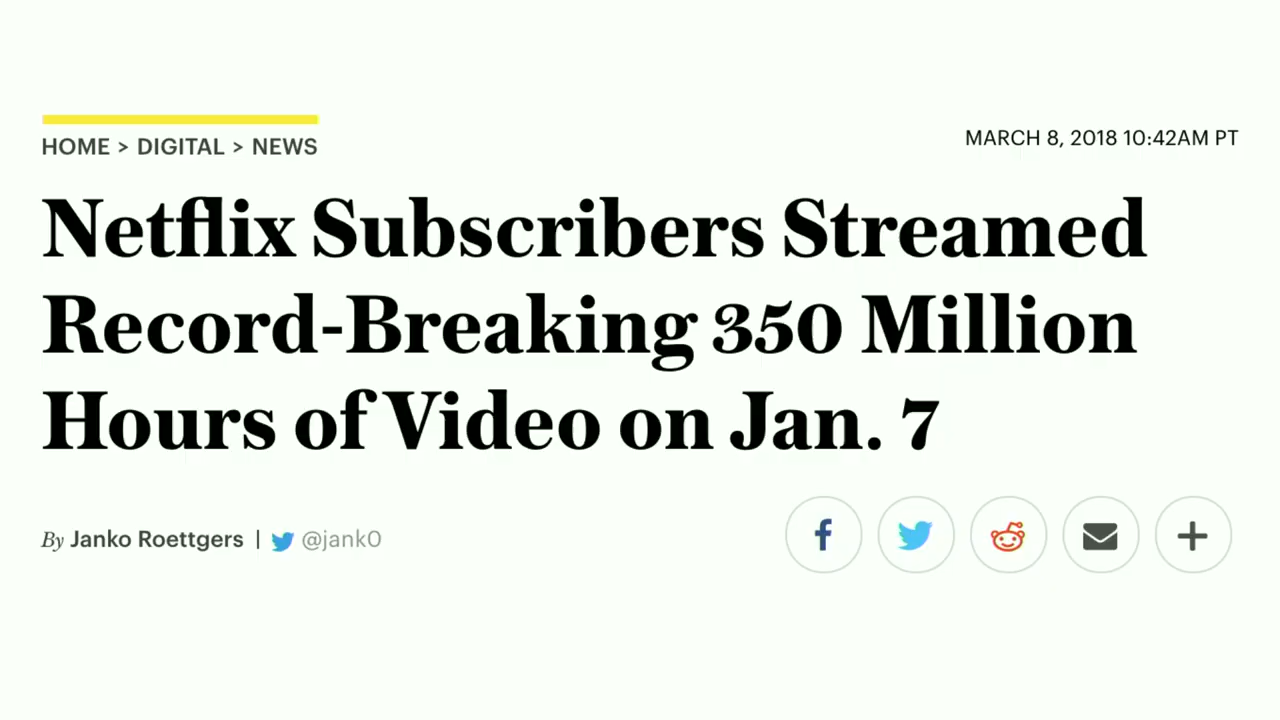 HOME > DIGITAL > NEWS
MARCH 8, 2018 10:42AM PT
Netflix Subscribers Streamed
Record-Breaking 350 Million
Hours of Video on Jan. 7
By Janko Roettgers | @jank0